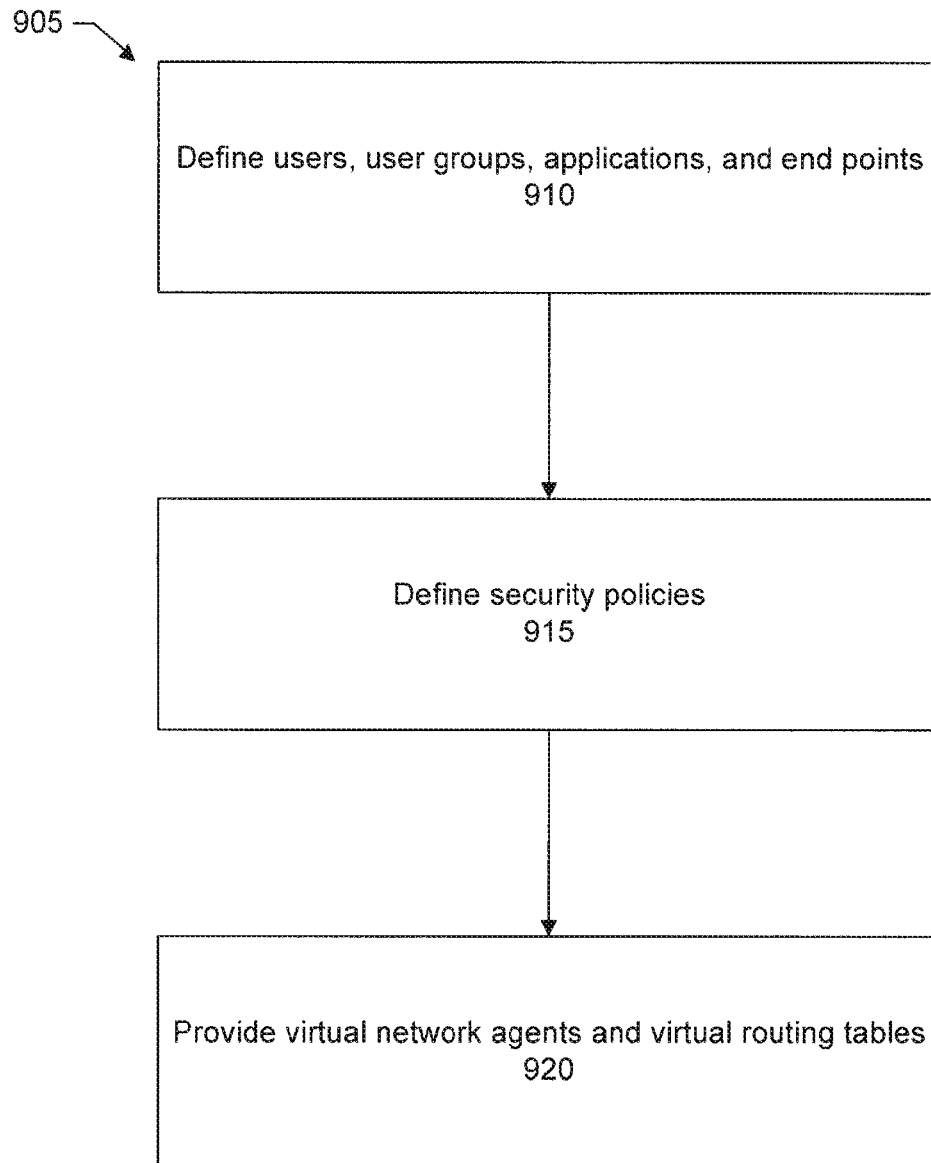 905
Define users, user groups, applications, and end points
910
Define security policies
915
Provide virtual network agents and virtual routing tables
920